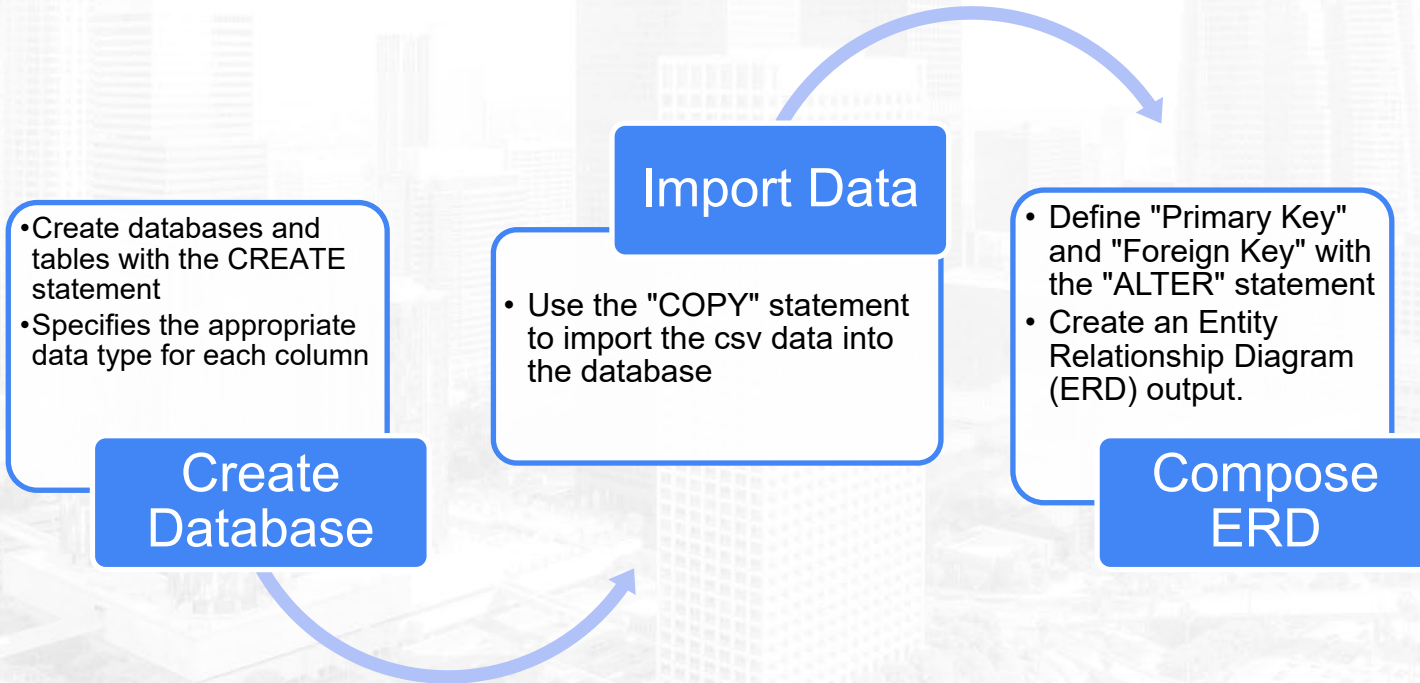 •Create databases and
tables with the CREATE
statement
•Specifies the appropriate
data type for each column
Create
Database
Import Data
• Use the "COPY" statement
to import the csv data into
the database
• Define "Primary Key"
and "Foreign Key" with
the "ALTER" statement
• Create an Entity
Relationship Diagram
(ERD) output.
Compose
ERD